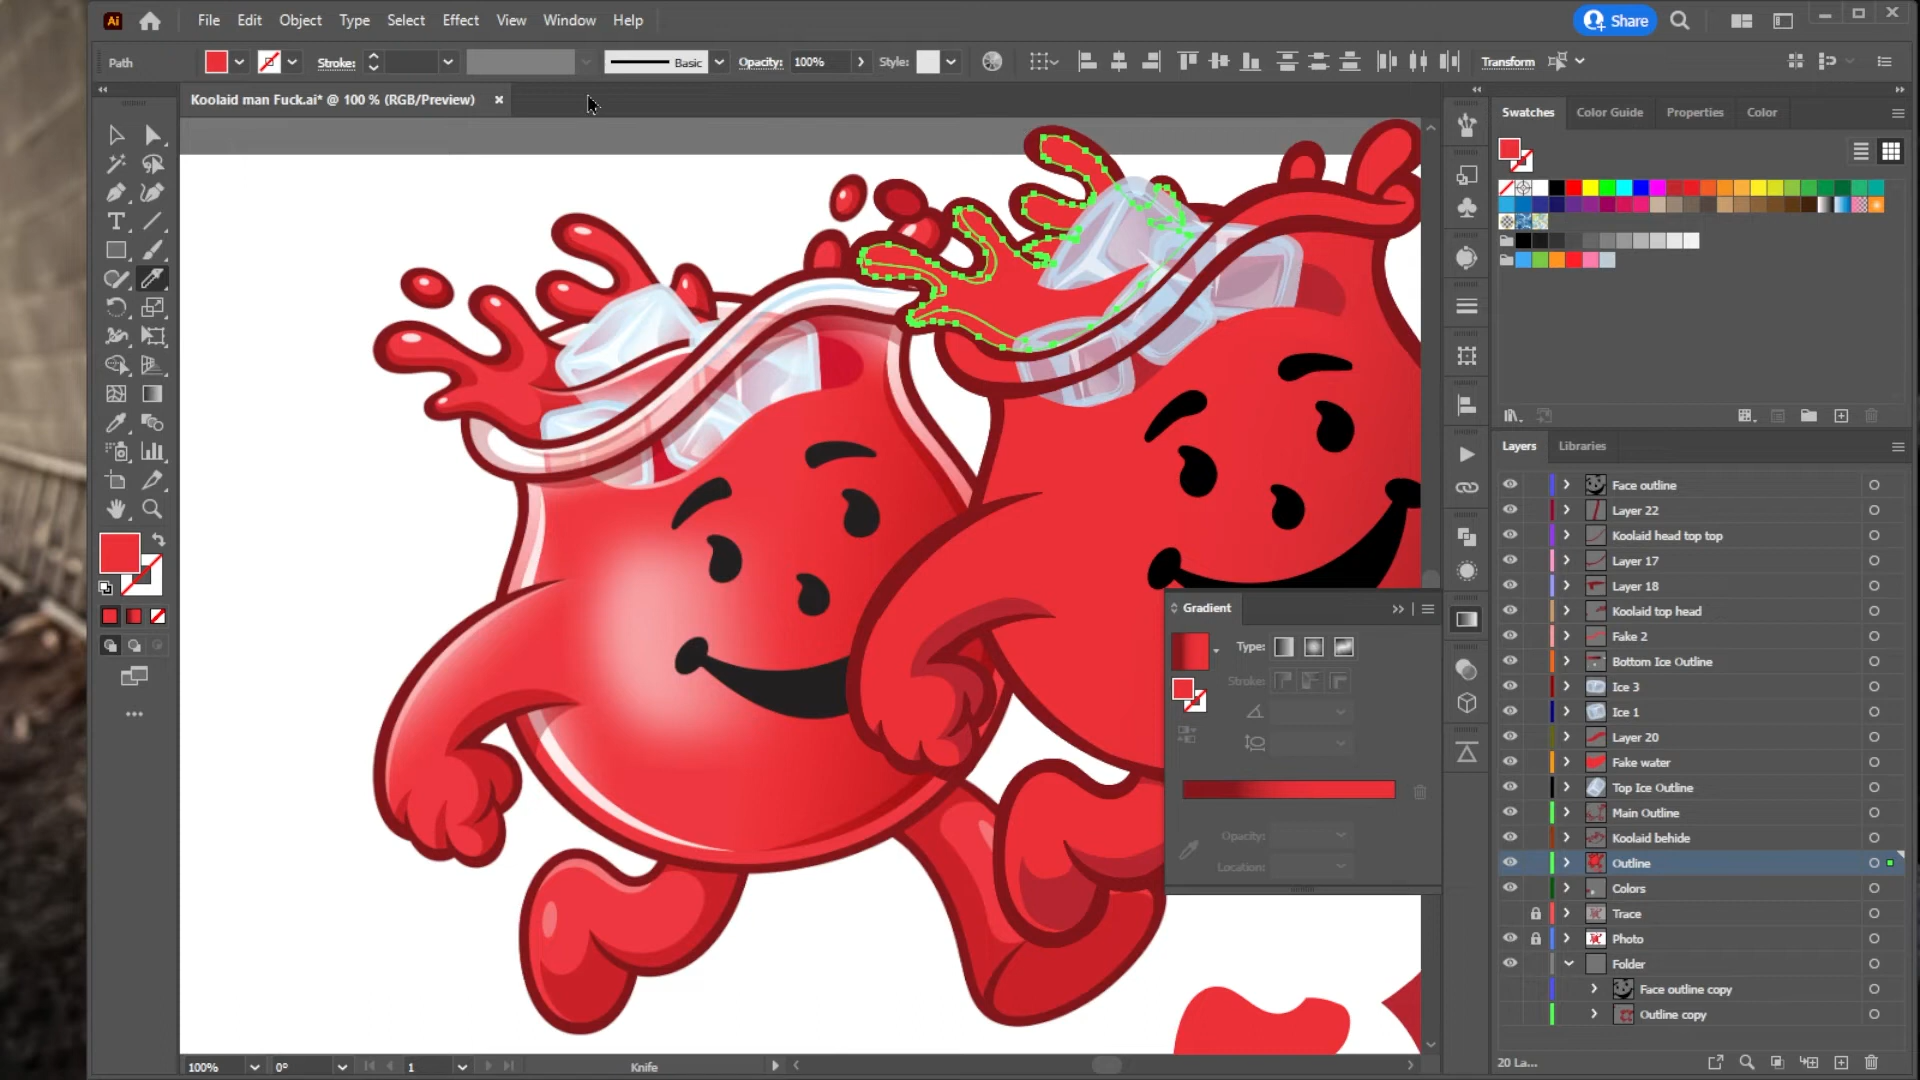 Ai
File Edit Object Type Select Effect View Window Help
Share
Path
Stroke:
Basic
Opacity: 100%
Style:
Transform
Koolaid man Fuck.ai* @ 100 % (RGB/Preview)
Swatches Color Guide Properties Color
Layers Libraries
Face outline
Layer 22
Koolaid head top top
Layer 17
Layer 18
Koolaid top head
Fake 2
Bottom Ice Outline
Ice 3
Ice 1
Layer 20
Fake water
Top Ice Outline
Main Outline
Koolaid behide
Outline
Colors
Trace
Photo
Folder
Face outline copy
Outline copy
20 La...
Gradient
Type:
Stroke:
Opacity:
Location:
100% 0° 1 Knife